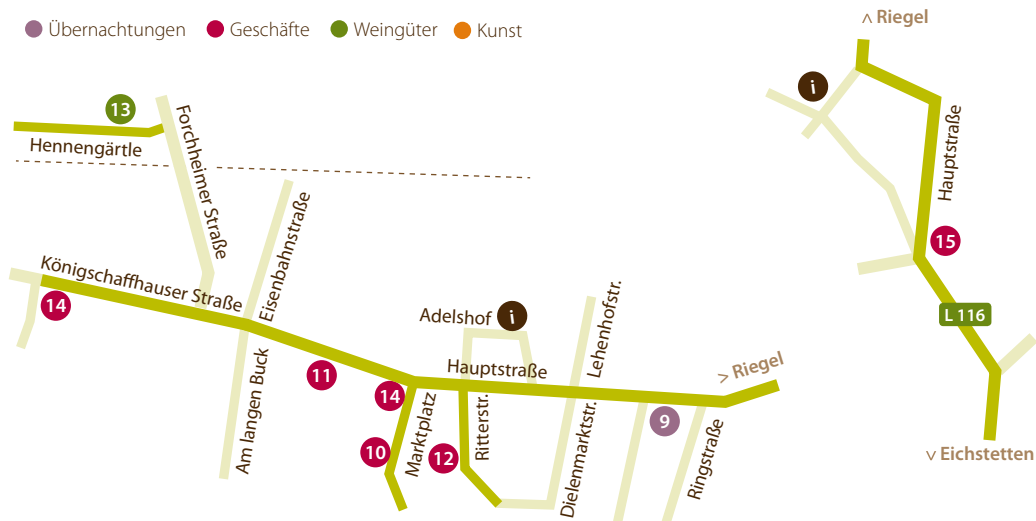 Übernachtungen
Geschäfte
Weingüter
Kunst
^ Riegel
i
13
Hennengärtle
Forchheimer Straße
Eisenbahnstraße
Hauptstraße
15
Königschaffhauser Straße
14
Adelshof
i
Lehenhofstr.
L 116
11
Hauptstraße
> Riegel
14
Am langen Buck
Marktplatz
Ritterstr.
Dielenmarktstr.
9
Ringstraße
10
12
v Eichstetten